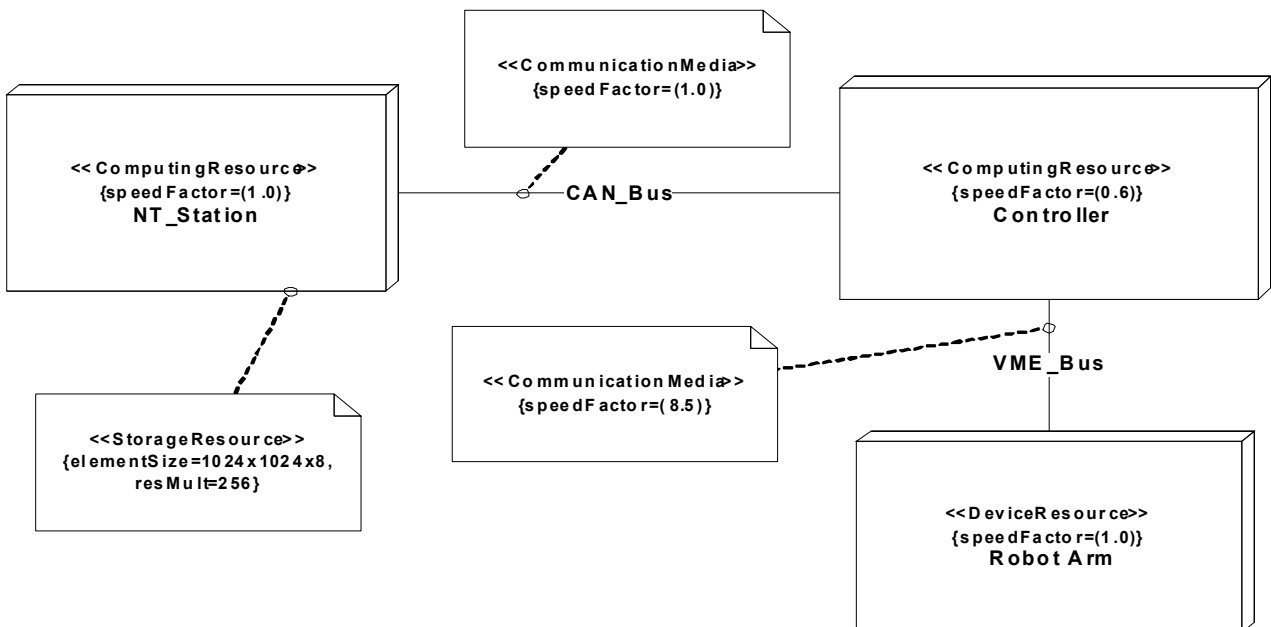 <<CommunicationMedia>>
{speedFactor=(1.0)}
<<ComputingResource>>
{speedFactor=(1.0)}
NT_Station
CAN_Bus
<<ComputingResource>>
{speedFactor=(0.6)}
Controller
<<CommunicationMedia>>
{speedFactor=(8.5)}
VME_Bus
<<StorageResource>>
{elementSize=1024x1024x8,
resMult=256}
<<DeviceResource>>
{speedFactor=(1.0)}
Robot Arm